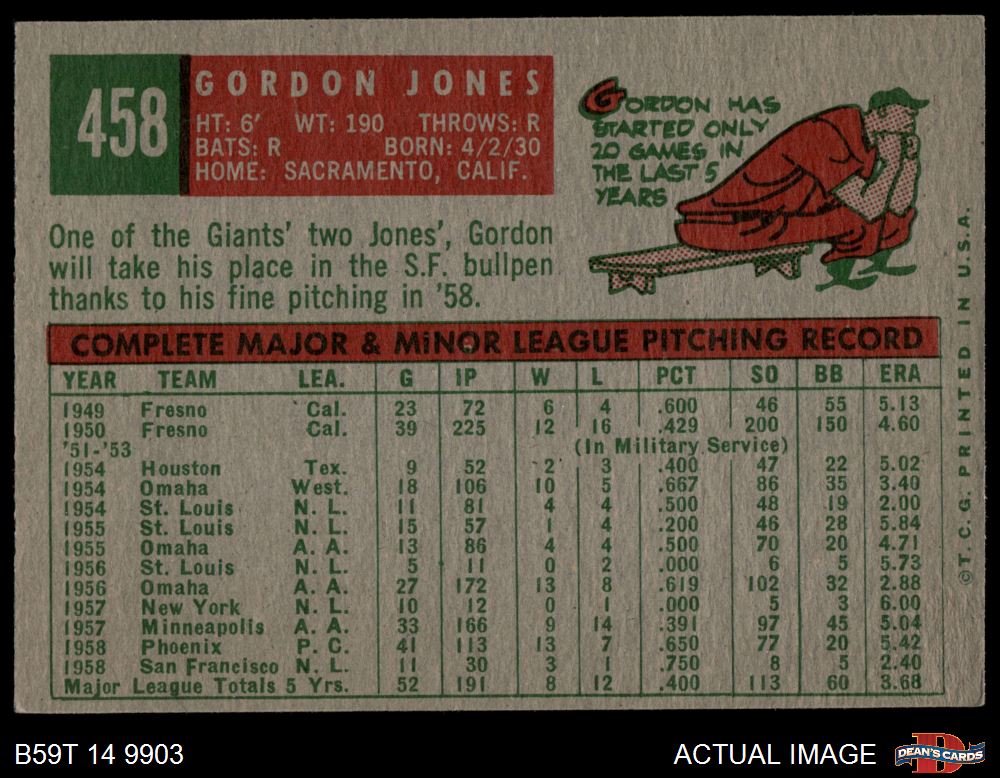 458
GORDON JONES
HT: 6' WT: 190 THROWS: R
BATS: R BORN: 4/2/30
HOME: SACRAMENTO, CALIF.
GORDON HAS
STARTED ONLY
20 GAMES IN
THE LAST 5
YEARS
One of the Giants' two Jones', Gordon
will take his place in the S.F. bullpen
thanks to his fine pitching in '58.
COMPLETE MAJOR & MINOR LEAGUE PITCHING RECORD
YEAR TEAM LEA. G IP W L PCT SO BB ERA
1949 Fresno Cal. 23 72 6 4 .600 46 55 5.13
1950 Fresno Cal. 39 225 12 16 .429 200 150 4.60
'51-'53 (In Military Service)
1954 Houston Tex. 9 52 2 3 .400 47 22 5.02
1954 Omaha West. 18 106 10 5 .667 86 35 3.40
1954 St. Louis N. L. 11 81 4 4 .500 48 19 2.00
1955 St. Louis N. L. 15 57 1 4 .200 46 28 5.84
1955 Omaha A. A. 13 86 4 4 .500 70 20 4.71
1956 St. Louis N. L. 5 11 0 2 .000 6 5 5.73
1956 Omaha A. A. 27 172 13 8 .619 102 32 2.88
1957 New York N. L. 10 12 0 1 .000 5 3 6.00
1957 Minneapolis A. A. 33 166 9 14 .391 97 45 5.04
1958 Phoenix P. C. 41 113 13 7 .650 77 20 5.42
1958 San Francisco N. L. 11 30 3 1 .750 8 5 2.40
Major League Totals 5 Yrs. 52 191 8 12 .400 113 60 3.68
©T.C.G. PRINTED IN U.S.A.
B59T 14 9903
ACTUAL IMAGE
DEAN'S CARDS